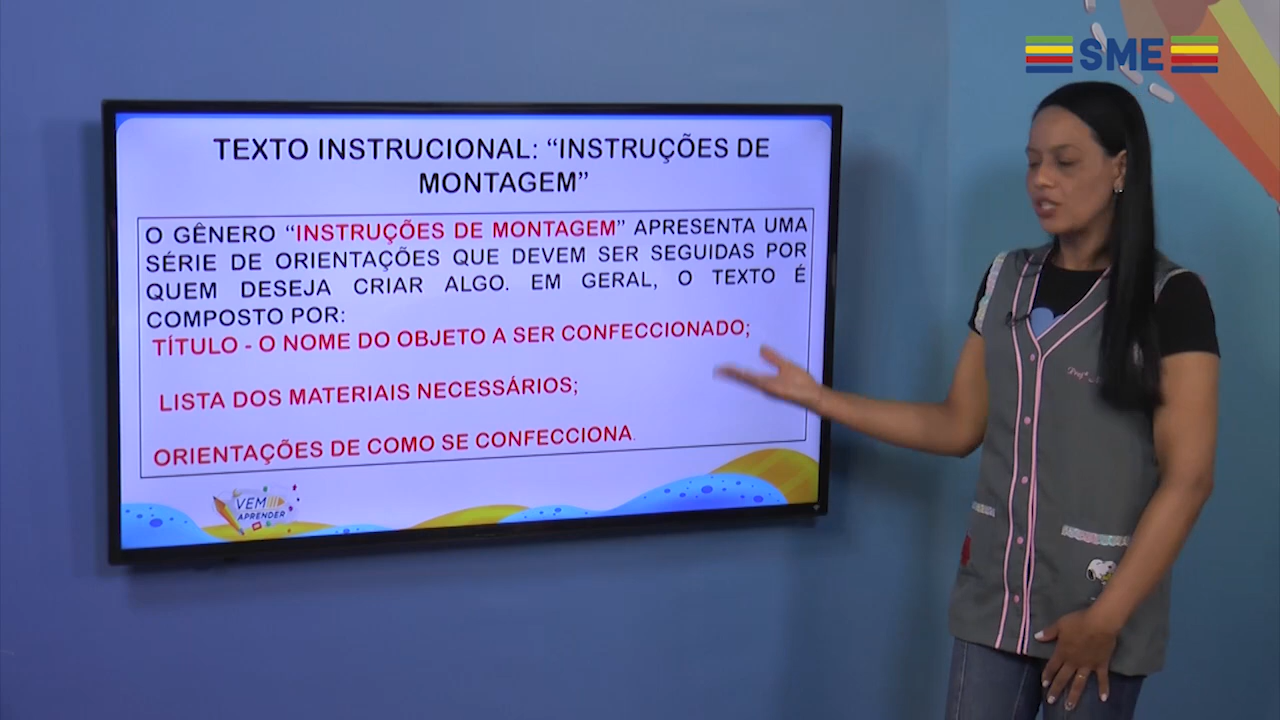 SME
TEXTO INSTRUCIONAL: “INSTRUÇÕES DE
MONTAGEM”
O GÊNERO “INSTRUÇÕES DE MONTAGEM” APRESENTA UMA
SÉRIE DE ORIENTAÇÕES QUE DEVEM SER SEGUIDAS POR
QUEM DESEJA CRIAR ALGO. EM GERAL, O TEXTO É
COMPOSTO POR:
TÍTULO - O NOME DO OBJETO A SER CONFECCIONADO;
LISTA DOS MATERIAIS NECESSÁRIOS;
ORIENTAÇÕES DE COMO SE CONFECCIONA.
VEM
APRENDER